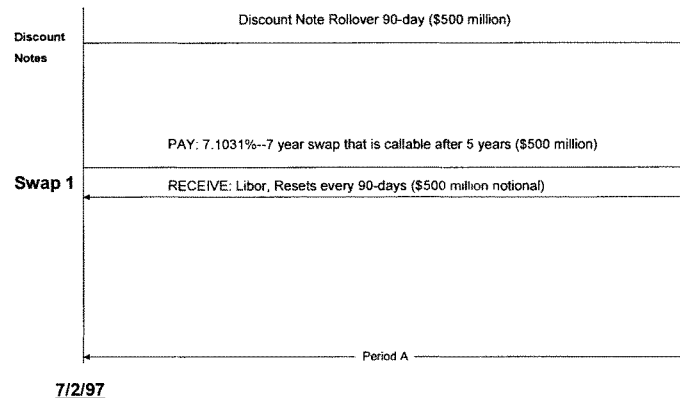 Discount Note Rollover 90-day ($500 million)
Discount
Notes
PAY: 7.1031%--7 year swap that is callable after 5 years ($500 million)
Swap 1
RECEIVE: Libor, Resets every 90-days ($500 million notional)
Period A
7/2/97